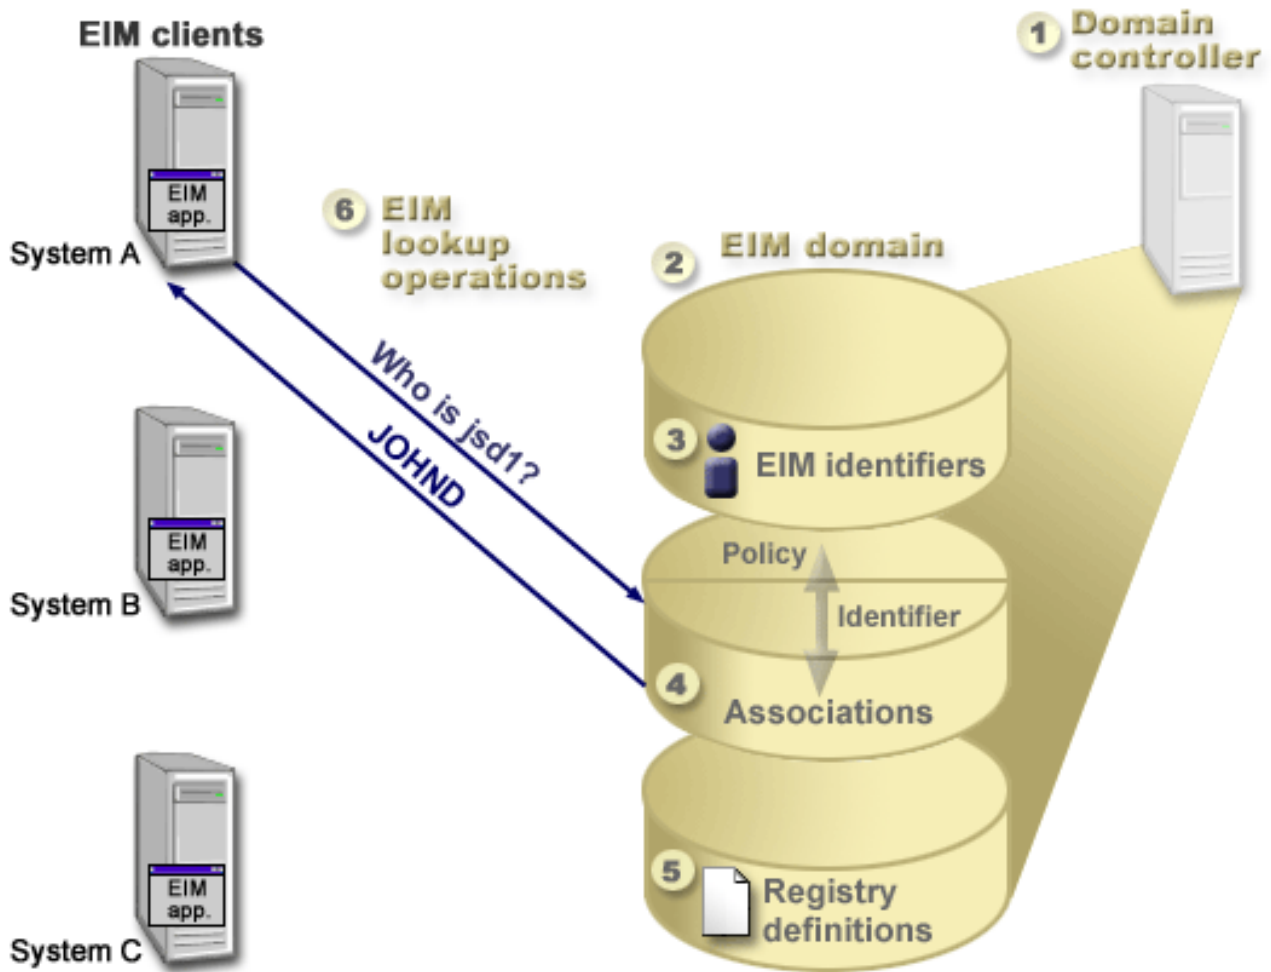 EIM clients
1 Domain
controller
EIM
app.
System A
6 EIM
lookup
operations
2 EIM domain
Who is jsd1?
JOHND
3 EIM identifiers
Policy
Identifier
4
Associations
EIM
app.
System B
5 Registry
definitions
EIM
app.
System C